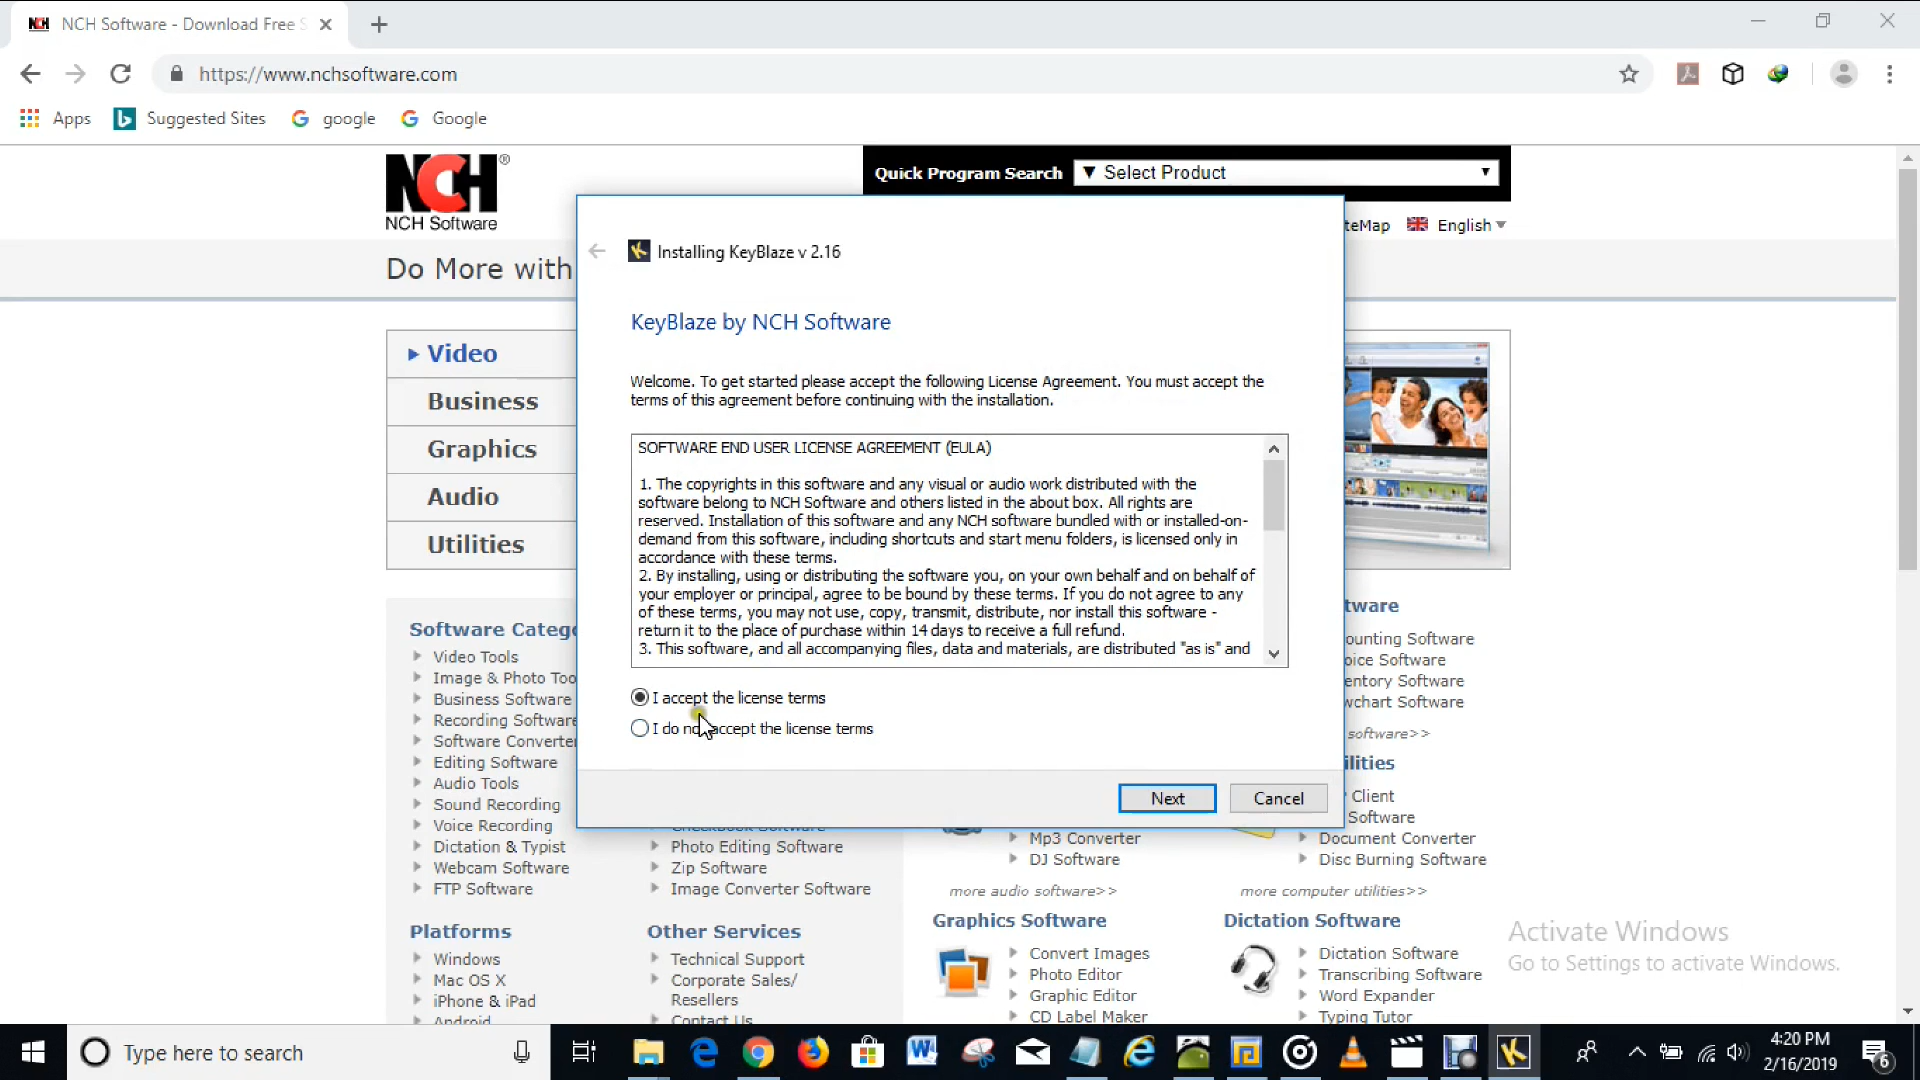 NCH Software - Download Free S
https://www.nchsoftware.com
Apps
Suggested Sites
google
Google
NCH®
NCH Software
Quick Program Search
▼ Select Product
teMap
English
Do More with
Video
Business
Graphics
Audio
Utilities
Installing KeyBlaze v 2.16
KeyBlaze by NCH Software
Welcome. To get started please accept the following License Agreement. You must accept the
terms of this agreement before continuing with the installation.
SOFTWARE END USER LICENSE AGREEMENT (EULA)
1. The copyrights in this software and any visual or audio work distributed with the
software belong to NCH Software and others listed in the about box. All rights are
reserved. Installation of this software and any NCH software bundled with or installed-on-
demand from this software, including shortcuts and start menu folders, is licensed only in
accordance with these terms.
2. By installing, using or distributing the software you, on your own behalf and on behalf of
your employer or principal, agree to be bound by these terms. If you do not agree to any
of these terms, you may not use, copy, transmit, distribute, nor install this software -
return it to the place of purchase within 14 days to receive a full refund.
3. This software, and all accompanying files, data and materials, are distributed "as is" and
I accept the license terms
I do not accept the license terms
Next
Cancel
Software Catego
Video Tools
Image & Photo Too
Business Software
Recording Software
Software Converter
Editing Software
Audio Tools
Sound Recording
Voice Recording
Dictation & Typist
Webcam Software
FTP Software
Platforms
Windows
Mac OS X
iPhone & iPad
Android
Checkbook Software
Photo Editing Software
Zip Software
Image Converter Software
Other Services
Technical Support
Corporate Sales/
Resellers
Contact Us
Mp3 Converter
DJ Software
more audio software>>
Graphics Software
Convert Images
Photo Editor
Graphic Editor
CD Label Maker
tware
ounting Software
oice Software
entory Software
wchart Software
software>>
ilities
Client
Software
Document Converter
Disc Burning Software
more computer utilities>>
Dictation Software
Dictation Software
Transcribing Software
Word Expander
Typing Tutor
Activate Windows
Go to Settings to activate Windows.
Type here to search
4:20 PM
2/16/2019
6